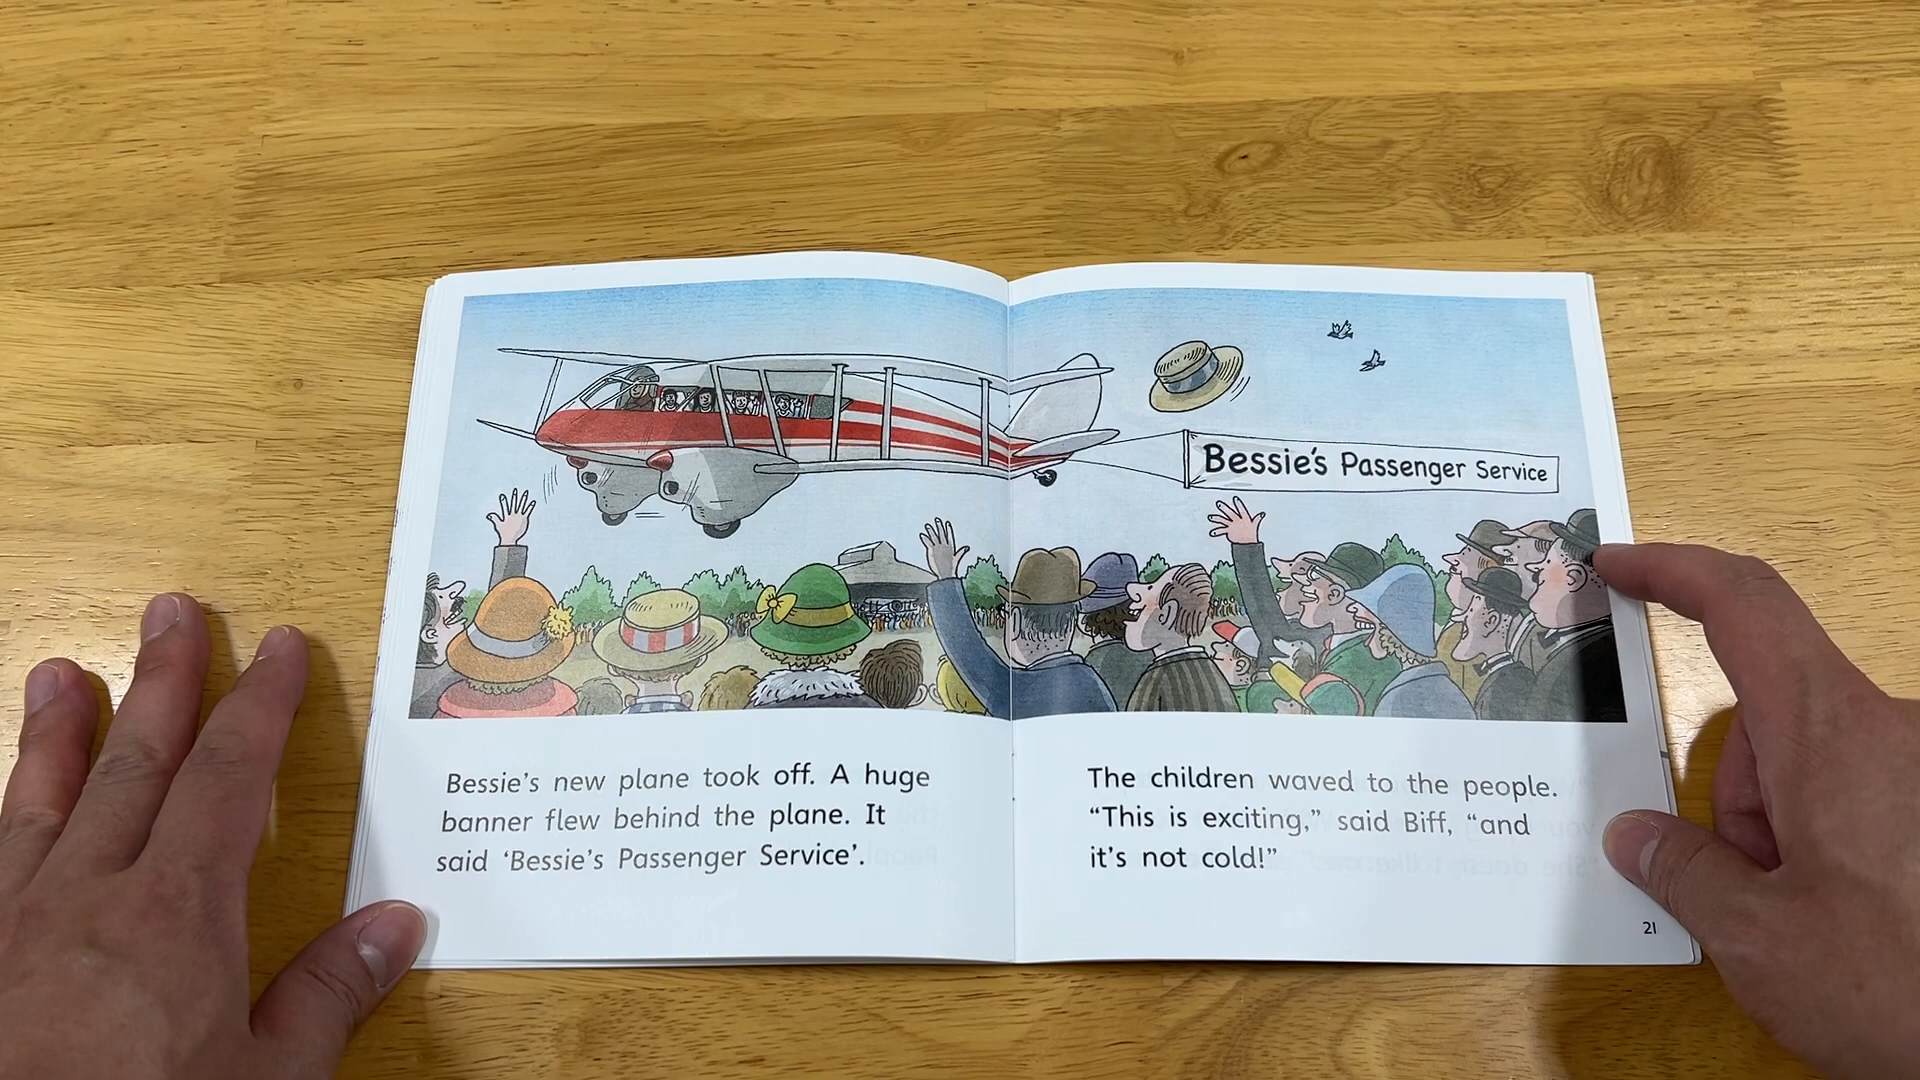 Bessie's Passenger Service
Bessie's new plane took off. A huge
banner flew behind the plane. It
said 'Bessie's Passenger Service'.
The children waved to the people.
"This is exciting," said Biff, "and
it's not cold!"
21